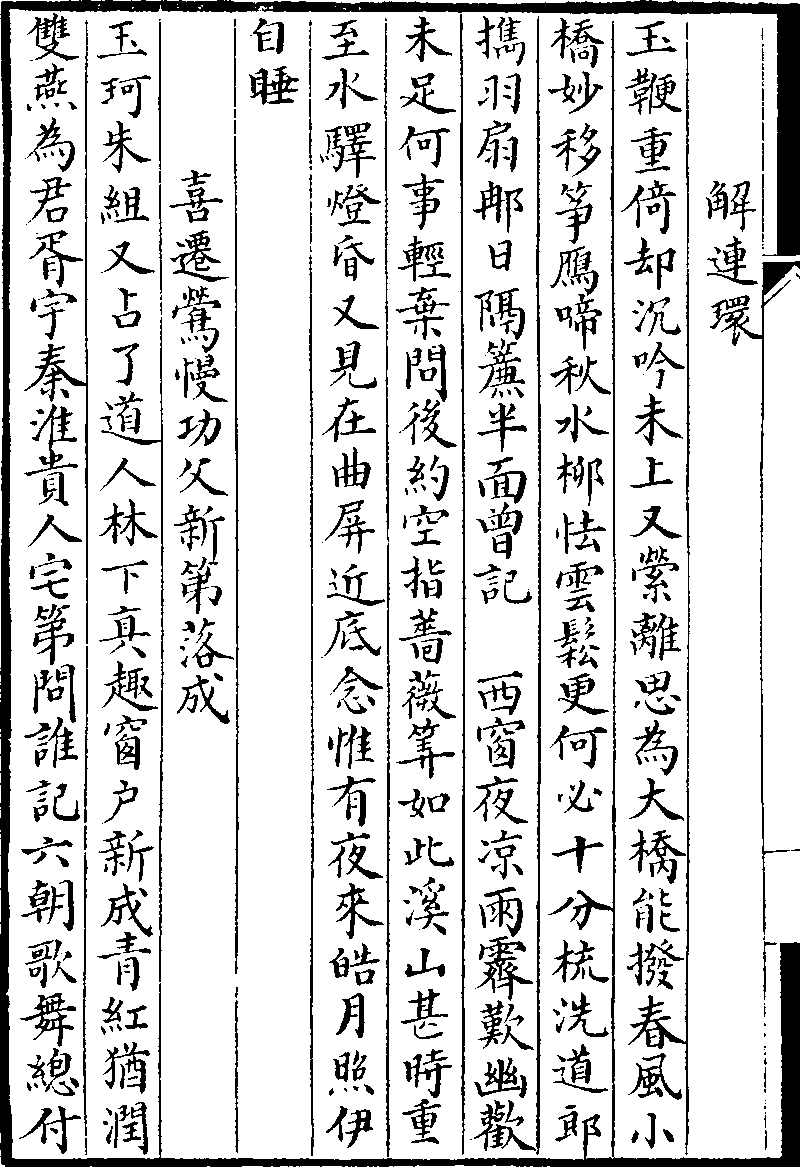 解連環
玉鞭重倚却沉吟未上又縈離思為大橋能撥春風小
橋妙移筝鴈啼秋水栁怯雲鬆更何必十分梳洗道郎
攜羽扇那日隔簾半面曾記　西窗夜凉雨霽歎幽歡
未足何事輕棄問後約空指薔薇筭如此溪山甚時重
至水驛燈昏又見在曲屏近底念惟有夜來皓月照伊
自睡
喜遷鶯慢功父新第落成
玉珂朱組又占了道人林下真趣窗户新成青紅猶潤
雙燕為君胥宇秦淮貴人宅第問誰記六朝歌舞總付